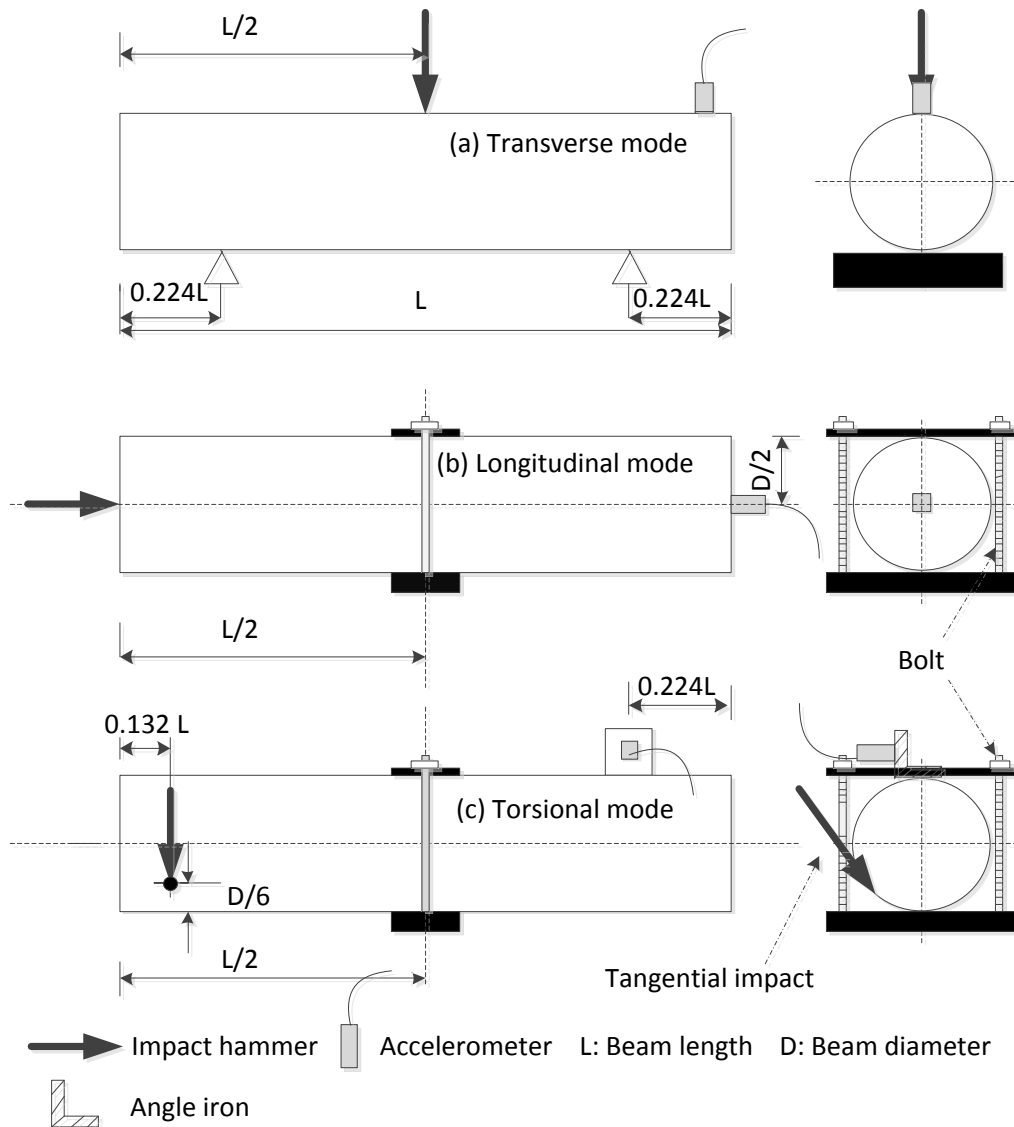 L/2
(a) Transverse mode
0.224L
L
0.224L
(b) Longitudinal mode
D/2
L/2
Bolt
0.224L
0.132 L
(c) Torsional mode
D/6
L/2
Tangential impact
Impact hammer
Accelerometer
L: Beam length
D: Beam diameter
Angle iron